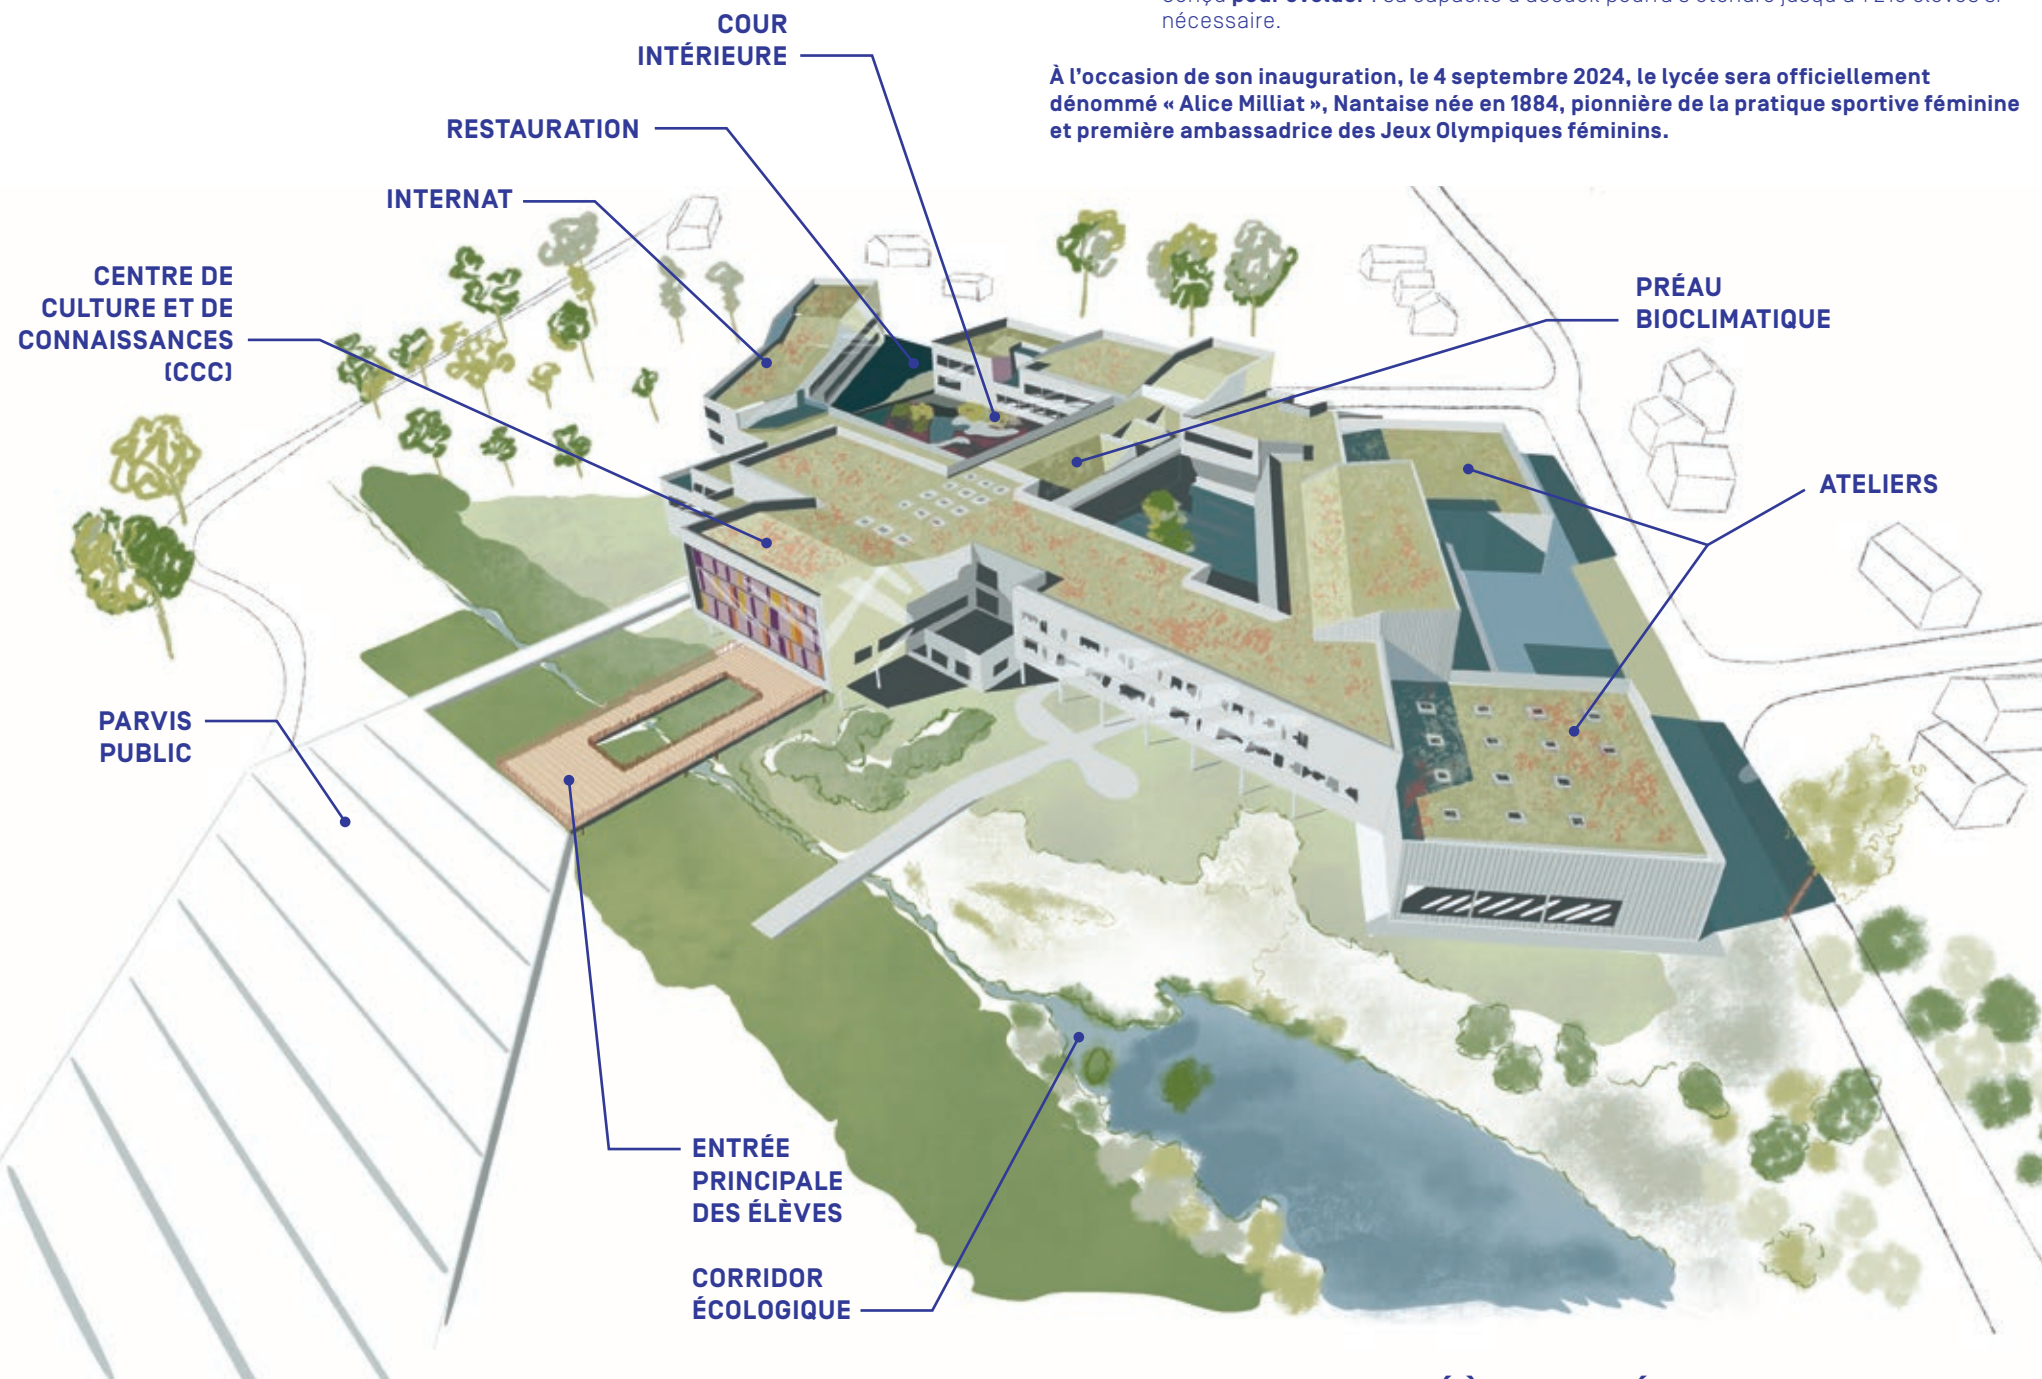 nécessaire.
À l’occasion de son inauguration, le 4 septembre 2024, le lycée sera officiellement
dénommé « Alice Milliat », Nantaise née en 1884, pionnière de la pratique sportive féminine
et première ambassadrice des Jeux Olympiques féminins.
COUR
INTÉRIEURE
RESTAURATION
INTERNAT
CENTRE DE
CULTURE ET DE
CONNAISSANCES
(CCC)
PRÉAU
BIOCLIMATIQUE
ATELIERS
PARVIS
PUBLIC
ENTRÉE
PRINCIPALE
DES ÉLÈVES
CORRIDOR
ÉCOLOGIQUE